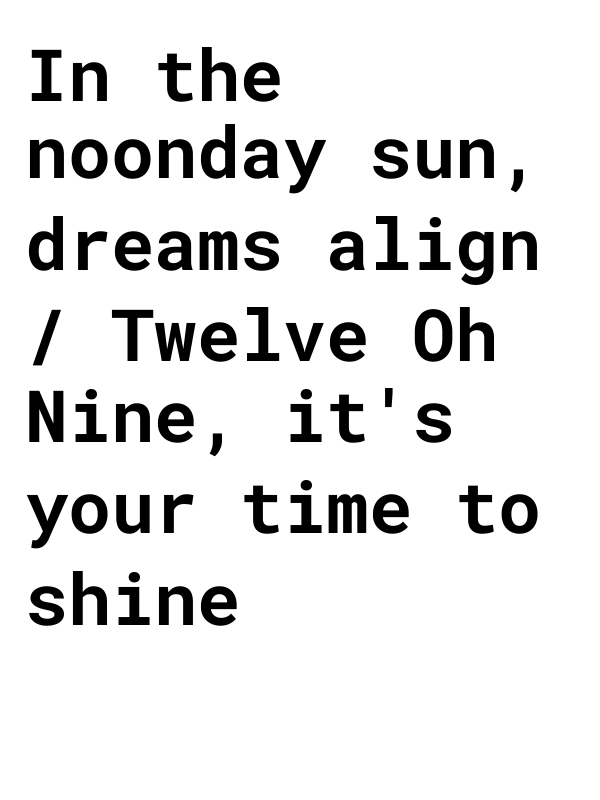 In the
noonday sun,
dreams align
/ Twelve Oh
Nine, it's
your time to
shine